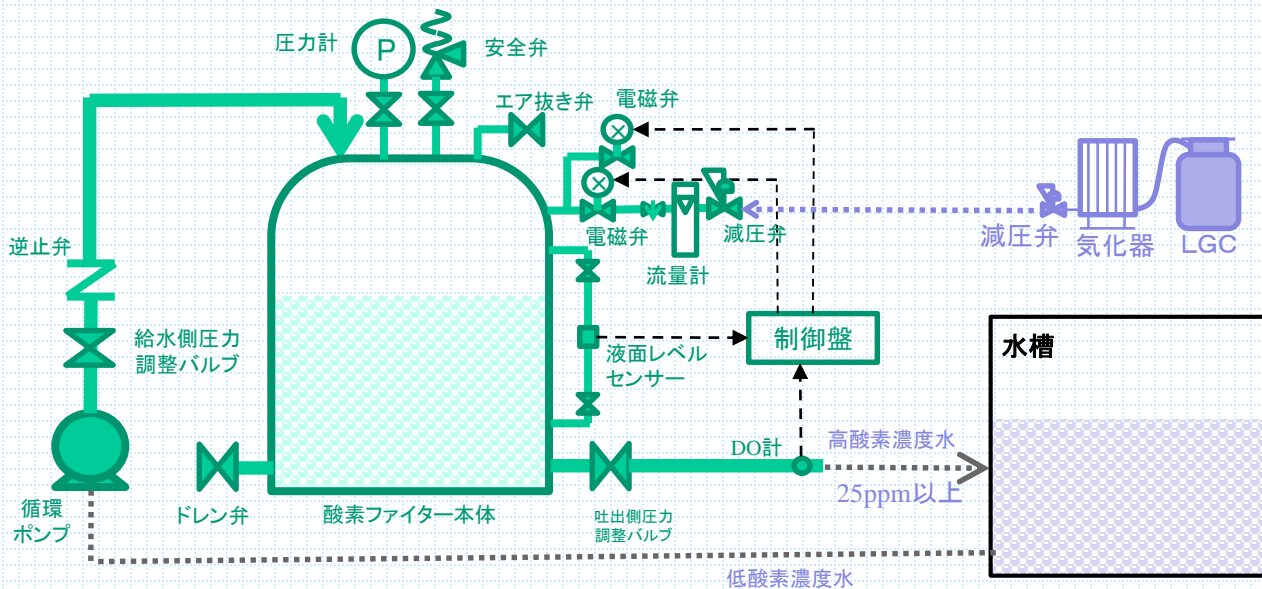 圧力計
P
安全弁
エア抜き弁
電磁弁
逆止弁
電磁弁
減圧弁
流量計
減圧弁
気化器
LGC
給水側圧力
調整バルブ
液面レベル
センサー
制御盤
水槽
DO計
高酸素濃度水
25ppm以上
循環
ポンプ
ドレン弁
酸素ファイター本体
吐出側圧力
調整バルブ
低酸素濃度水